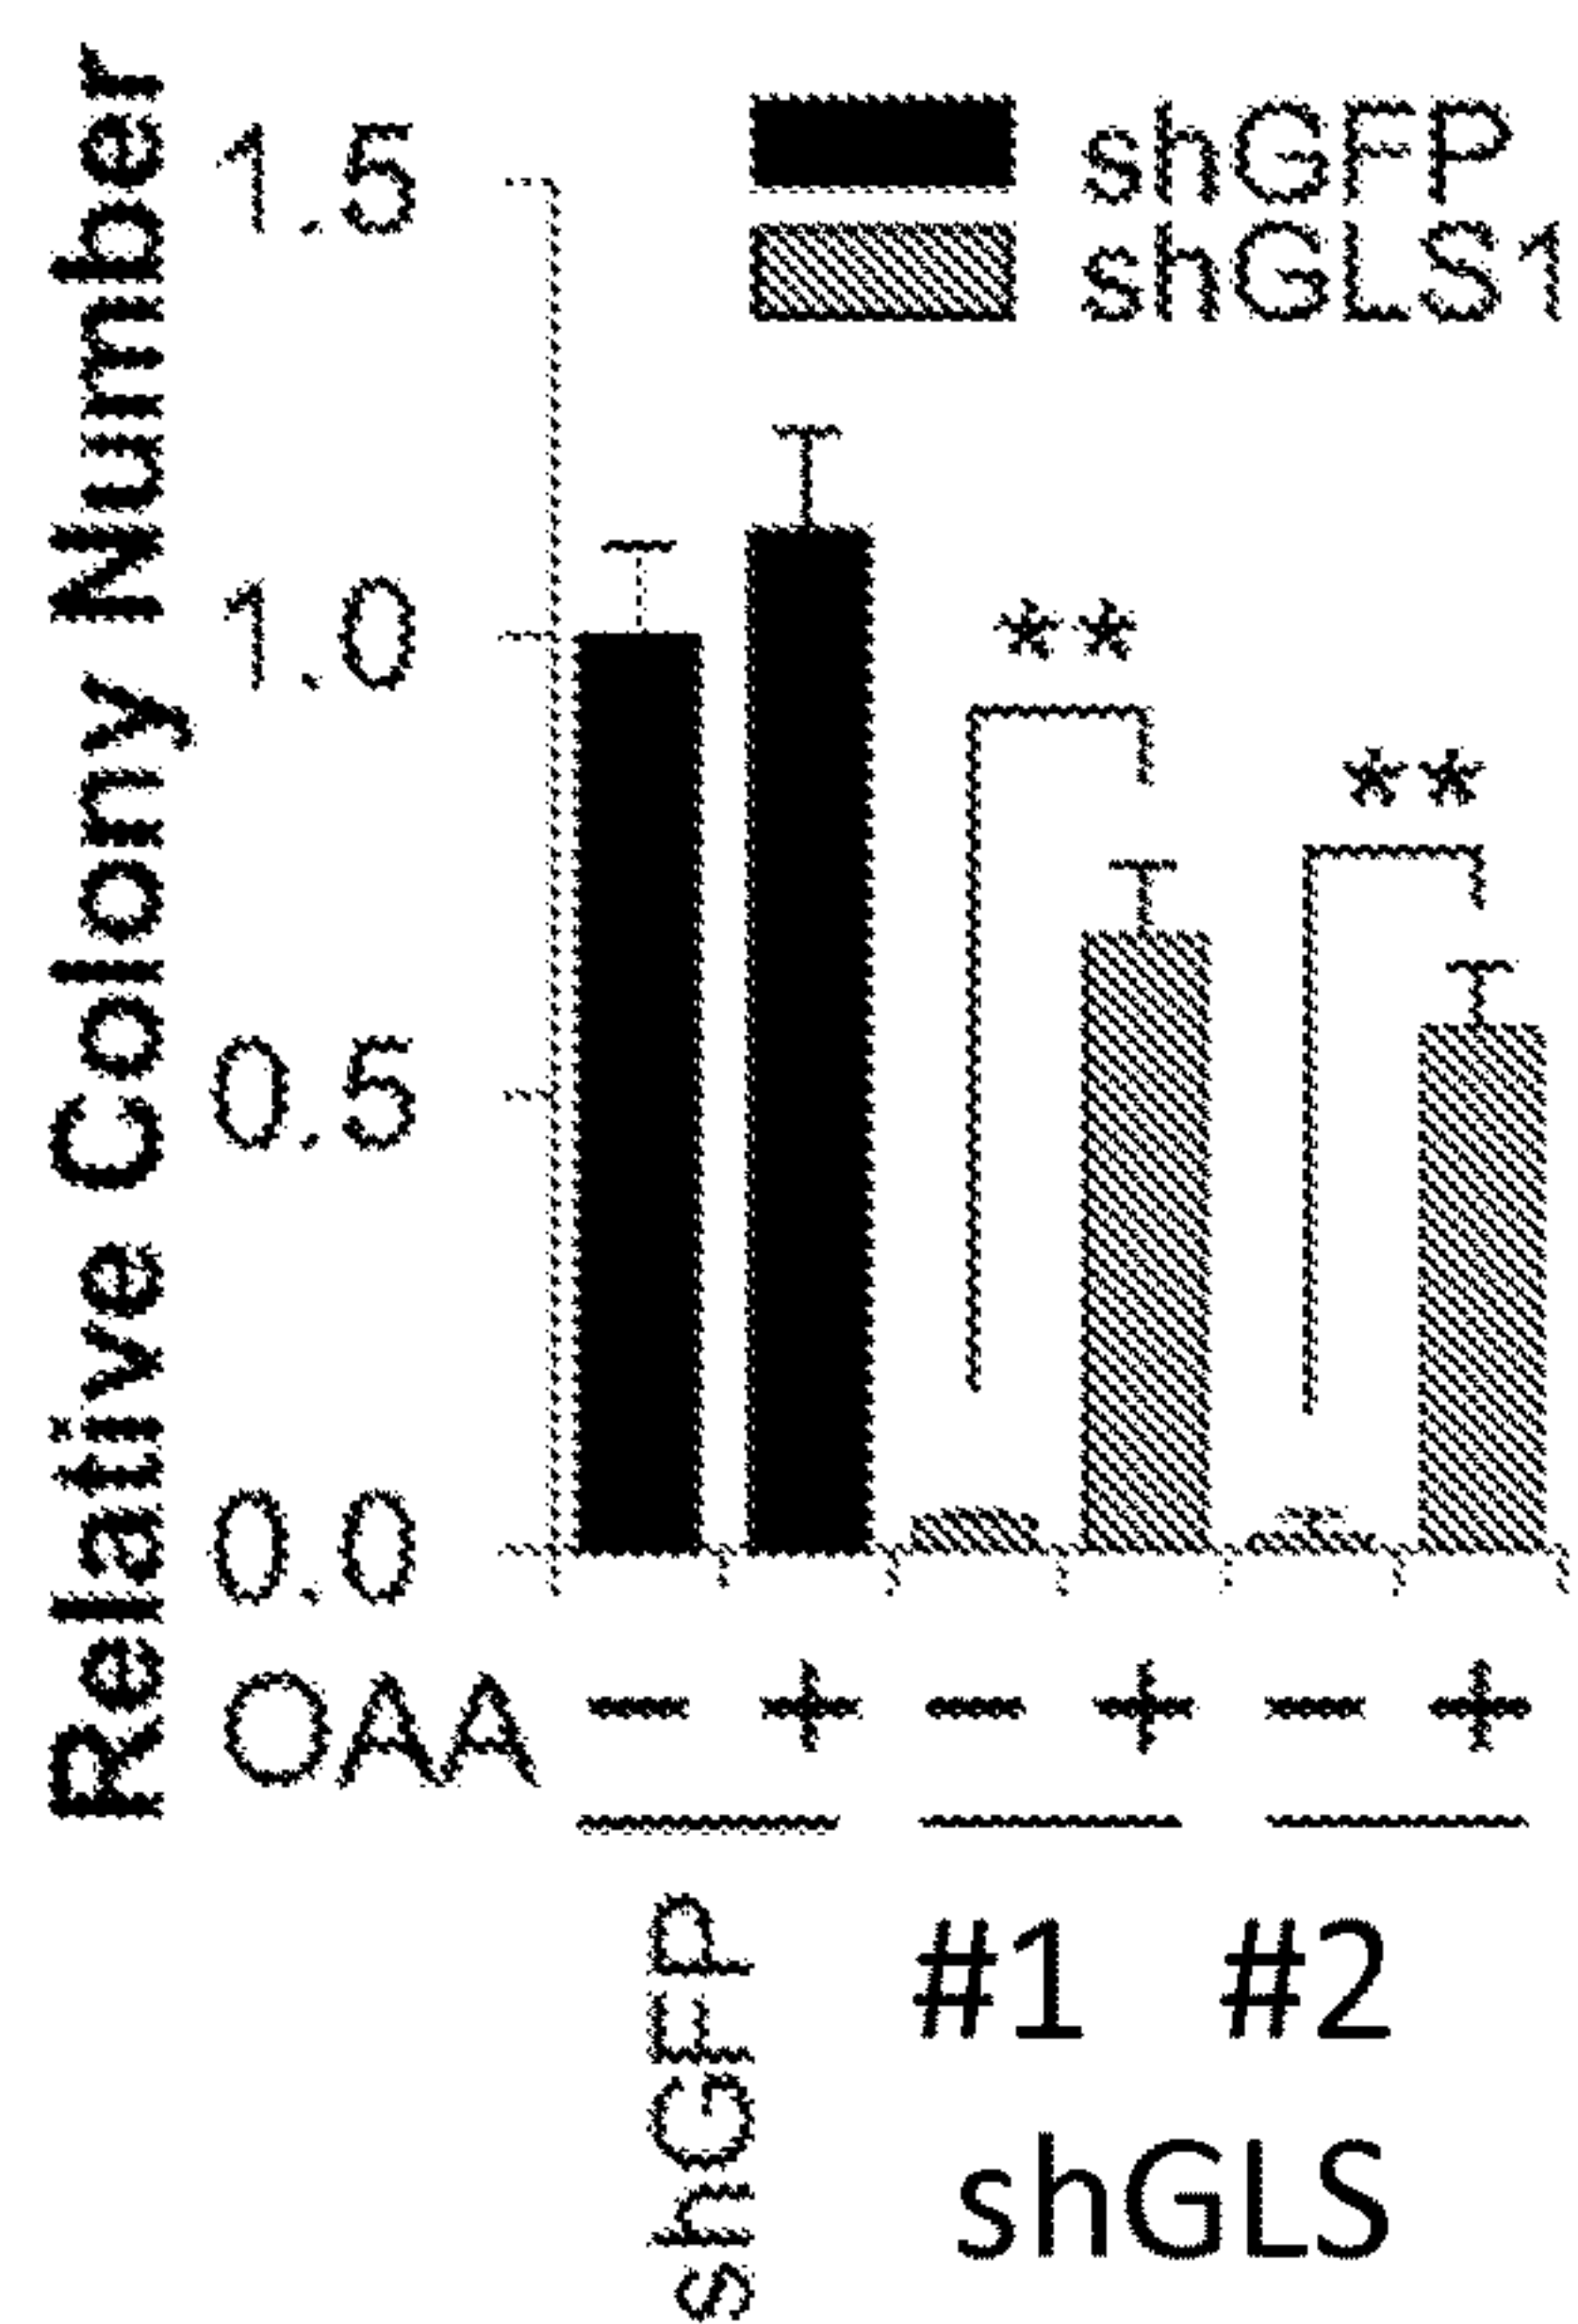 Relative Colony Number
1.5
1.0
0.5
0.0
shGFP
shGLS1
**
**
OAA - + - + - +
shGFP
#1 #2
shGLS